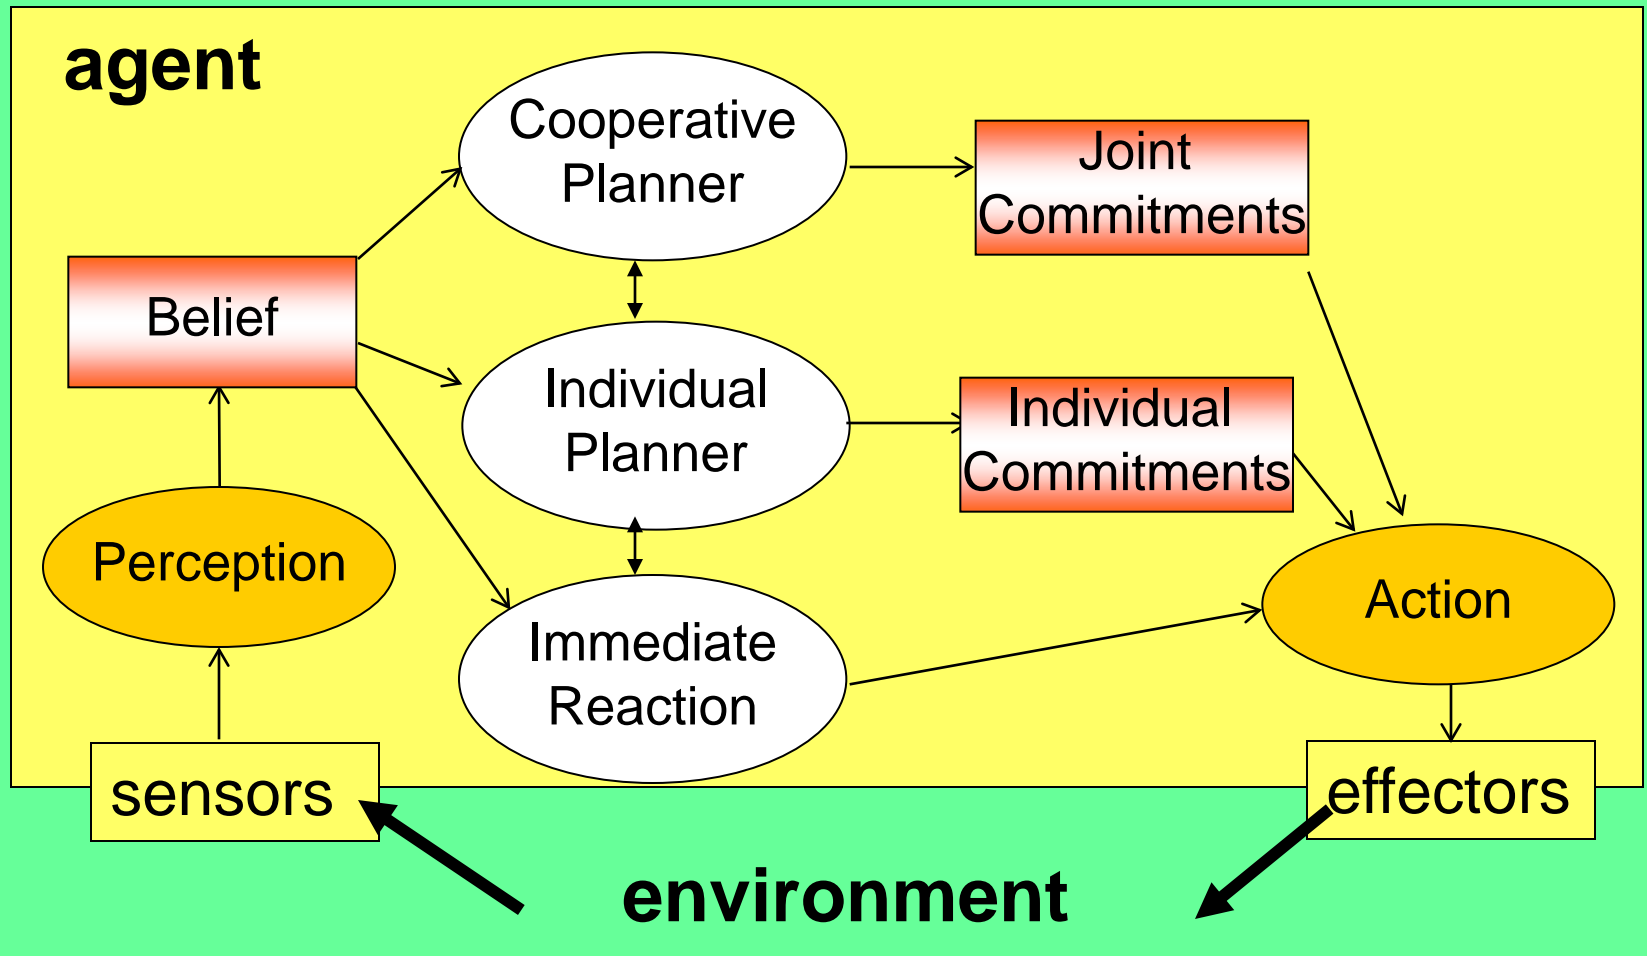 agent
Cooperative
Planner
Joint
Commitments
Belief
Individual
Planner
Individual
Commitments
Perception
Action
Immediate
Reaction
sensors
effectors
environment